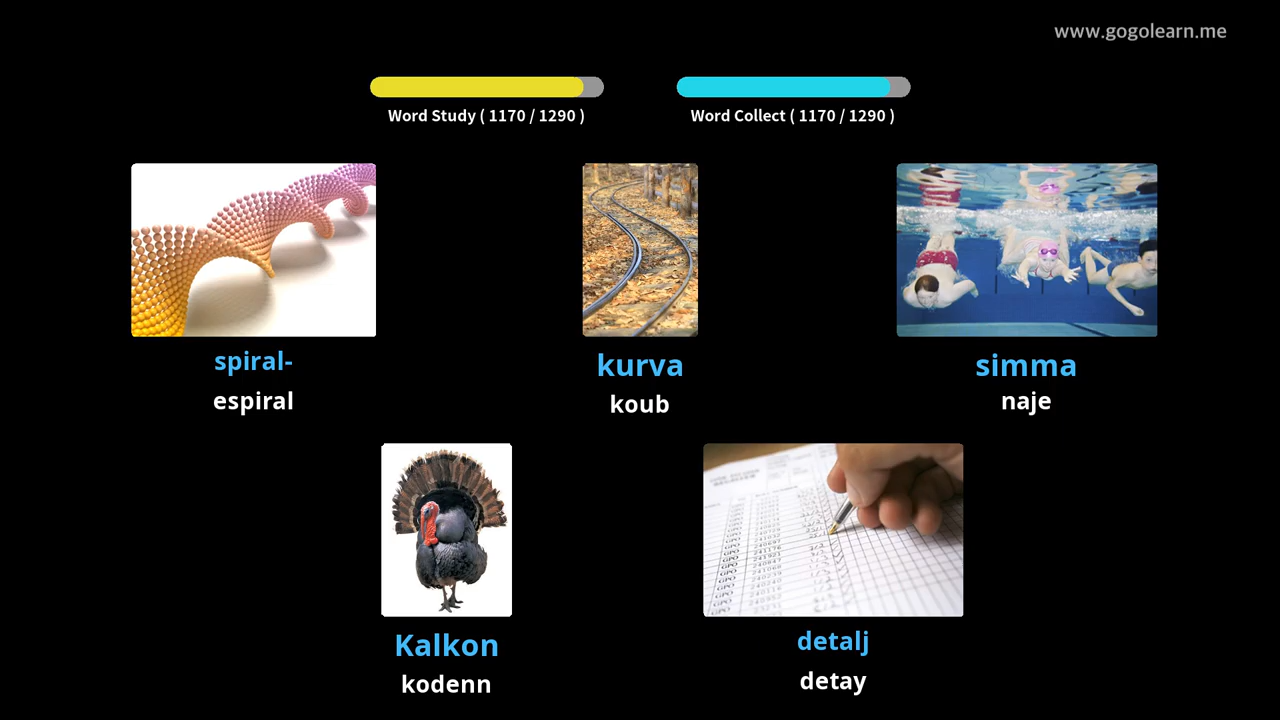 www.gogolearn.me
Word Study ( 1170 / 1290 )
Word Collect ( 1170 / 1290 )
spiral-
espiral
kurva
koub
simma
naje
Kalkon
kodenn
detalj
detay